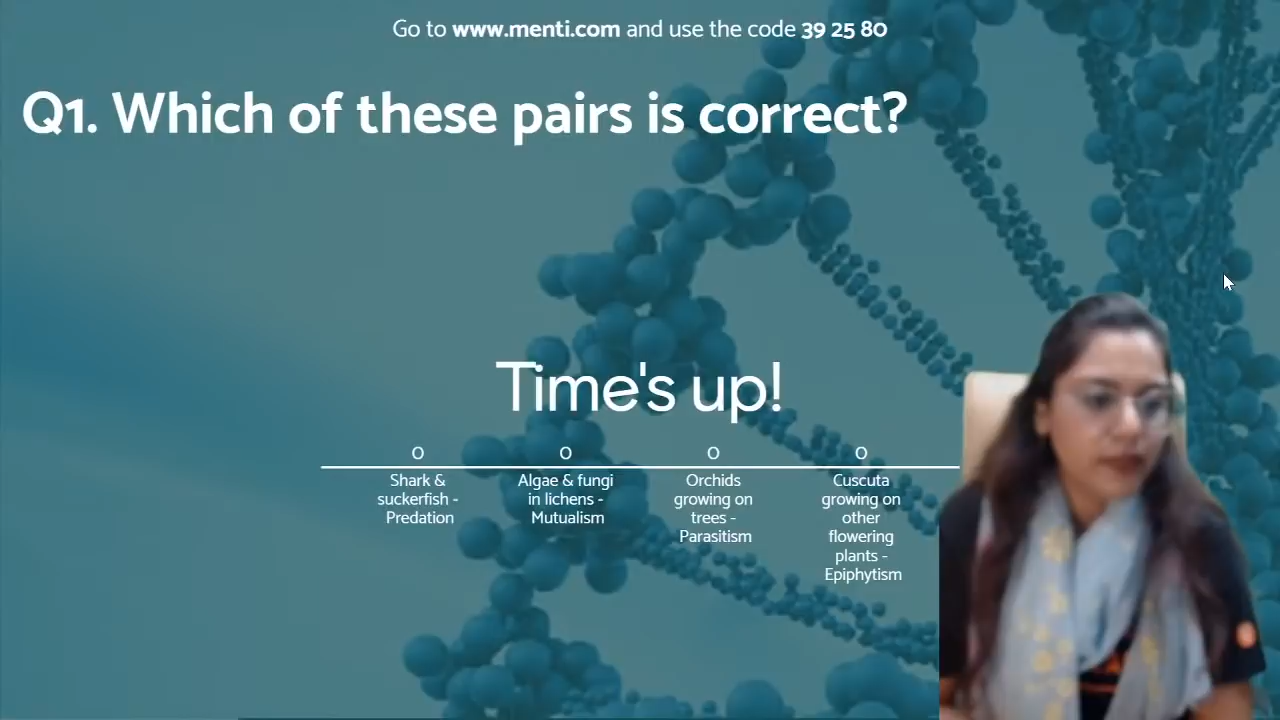 Go to www.menti.com and use the code 39 25 80
Q1. Which of these pairs is correct?
Time's up!
0 0 0 0
Shark &
suckerfish -
Predation
Algae & fungi
in lichens -
Mutualism
Orchids
growing on
trees -
Parasitism
Cuscuta
growing on
other
flowering
plants -
Epiphytism